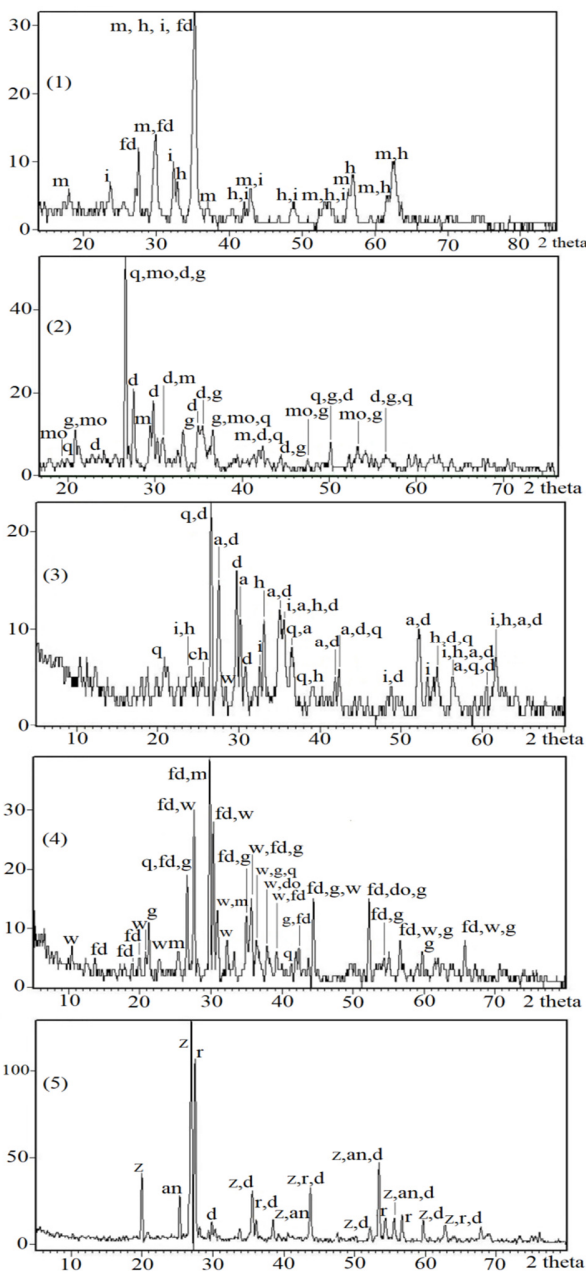 m, h, i, fd
30
(1)
20
m,fd
fd
i
m,h
10
i
h
h
m
m,i
m
h,i
h,i
m,h,i
m,h
m
0
20 30 40 50 60 70 80 2 theta
q,mo,d,g
(2)
40
d
d,m
q,g,d
20
m
d
d
d,g
g,mo,q
mo,g
d,g,q
g,mo
g
m,d,q
mo,g
mo
q
d
d,g
0
20 30 40 50 60 70 2 theta
q,d
20
a,d
(3)
d
a
h
a,d
i,a,h,d
i,h
q,a
a,d
a,d,q
a,d
h,d,q
i,h,a,d
10
q
ch
i
i,h,a,d
a,q,d
w
d
q,h
i,d
i
0
10 20 30 40 50 60 2 theta
fd,m
30
fd,w
fd,w
(4)
w,fd,g
20
q,fd,g
fd,g
w,g,q
w,do
w,fd
fd,g,w
fd,do,g
g
w,m
g,fd
fd,g
10
w
fd
w
fd,w,g
fd,w,g
w
fd
fd
w
m
q
g
0
10 20 30 40 50 60 70 2 theta
z
r
100
(5)
z,an,d
50
z
z,d
z,r,d
an
r,d
z,an,d
d
z,an
z,d
r
r
z,d
z,r,d
0
10 20 30 40 50 60 70 2 theta